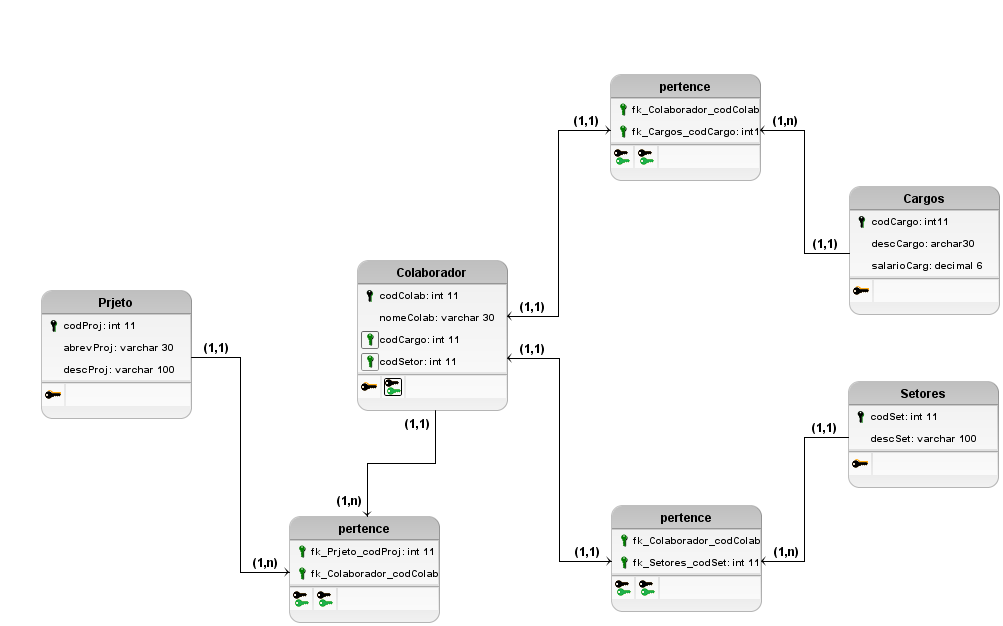 pertence
fk_Colaborador_codColab
fk_Cargos_codCargo: int1
(1,1)
(1,n)
Cargos
codCargo: int11
descCargo: archar30
salarioCarg: decimal 6
(1,1)
Colaborador
codColab: int 11
nomeColab: varchar 30
codCargo: int 11
codSetor: int 11
(1,1)
(1,1)
(1,1)
Prjeto
codProj: int 11
abrevProj: varchar 30
descProj: varchar 100
(1,1)
Setores
codSet: int 11
descSet: varchar 100
(1,1)
pertence
fk_Prjeto_codProj: int 11
fk_Colaborador_codColab
(1,n)
(1,n)
pertence
fk_Colaborador_codColab
fk_Setores_codSet: int 11
(1,1)
(1,n)